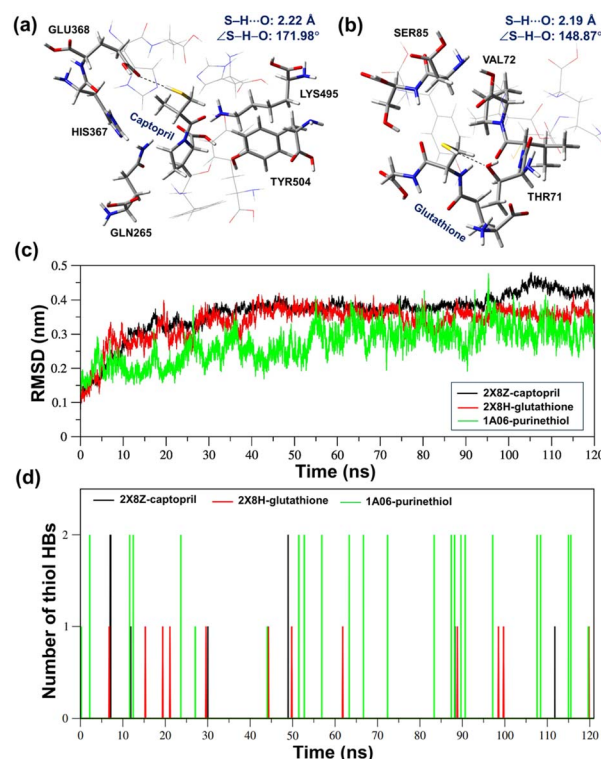 (a)
S–H···O: 2.22 Å
∠S–H–O: 171.98°
GLU368
LYS495
Captopril
HIS367
TYR504
GLN265
(b)
S–H···O: 2.19 Å
∠S–H–O: 148.87°
SER85
VAL72
THR71
Glutathione
(c)
0.5
0.4
0.3
0.2
0.1
0
RMSD (nm)
2X8Z-captopril
2X8H-glutathione
1A06-purinethiol
0 10 20 30 40 50 60 70 80 90 100 110 120
Time (ns)
(d)
2X8Z-captopril 2X8H-glutathione 1A06-purinethiol
2
1
0
Number of thiol HBs
0 10 20 30 40 50 60 70 80 90 100 110 120
Time (ns)